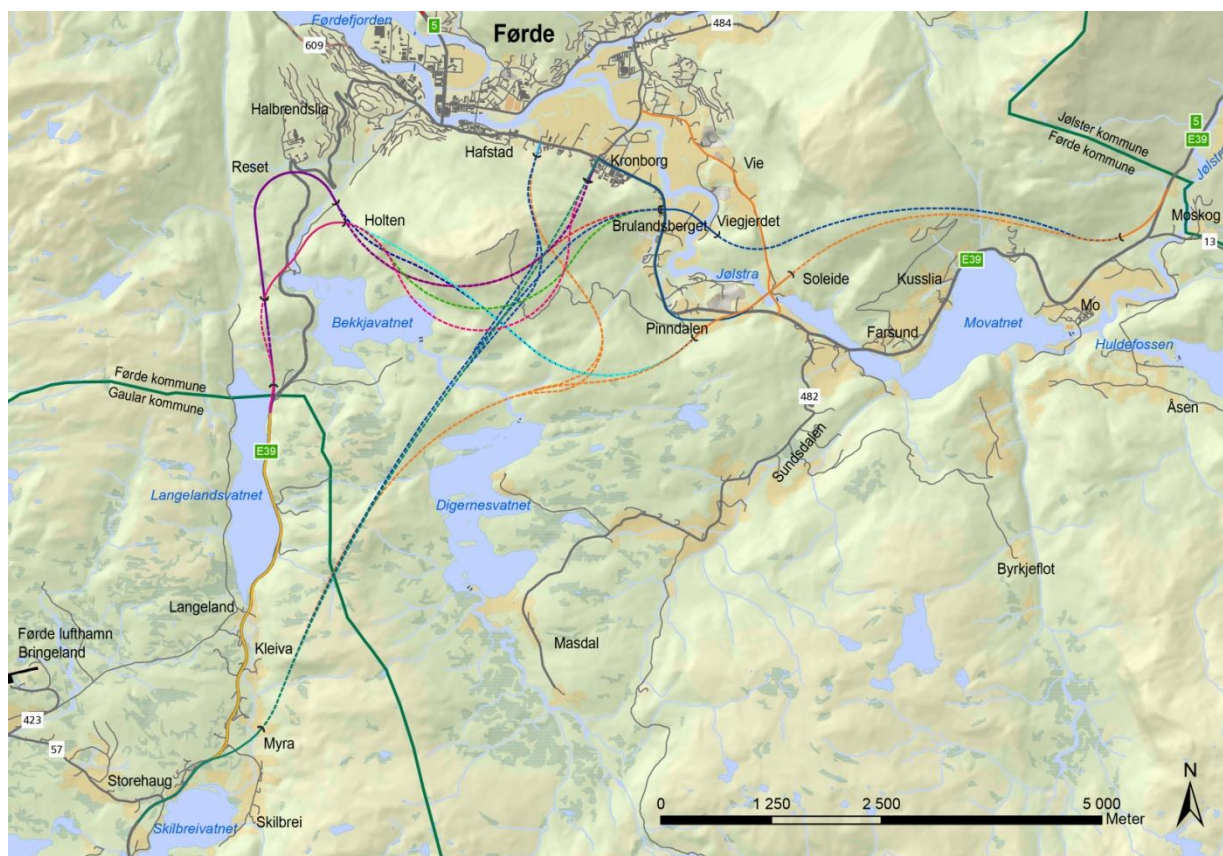 Førdefjorden
5
Førde
484
609
Halbrendslia
5
E39
Jølster kommune
Førde kommune
Jølstra
Hafstad
Kronborg
Vie
Reset
Holten
Moskog
Brulandsberget
Viegjerdet
13
E39
Jølstra
Soleide
Kusslia
Bekkjavatnet
Pinndalen
Farsund
Movatnet
Mo
Huldefossen
Førde kommune
Gaular kommune
482
Åsen
E39
Sundsdalen
Langelandsvatnet
Digernesvatnet
Byrkjeflot
Langeland
Førde lufthamn
Bringeland
Kleiva
Masdal
423
57
Myra
Storehaug
N
Skilbreivatnet
Skilbrei
0 1 250 2 500 5 000
Meter